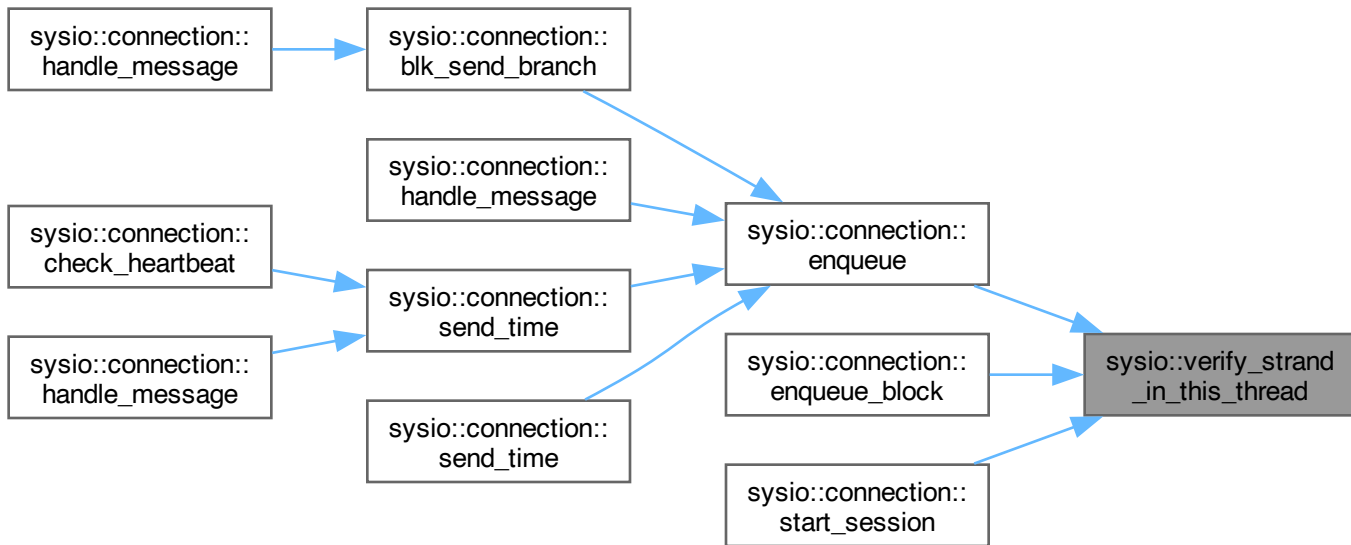 sysio::connection::
handle_message
sysio::connection::
blk_send_branch
sysio::connection::
handle_message
sysio::connection::
check_heartbeat
sysio::connection::
enqueue
sysio::connection::
send_time
sysio::connection::
handle_message
sysio::connection::
enqueue_block
sysio::verify_strand
_in_this_thread
sysio::connection::
send_time
sysio::connection::
start_session